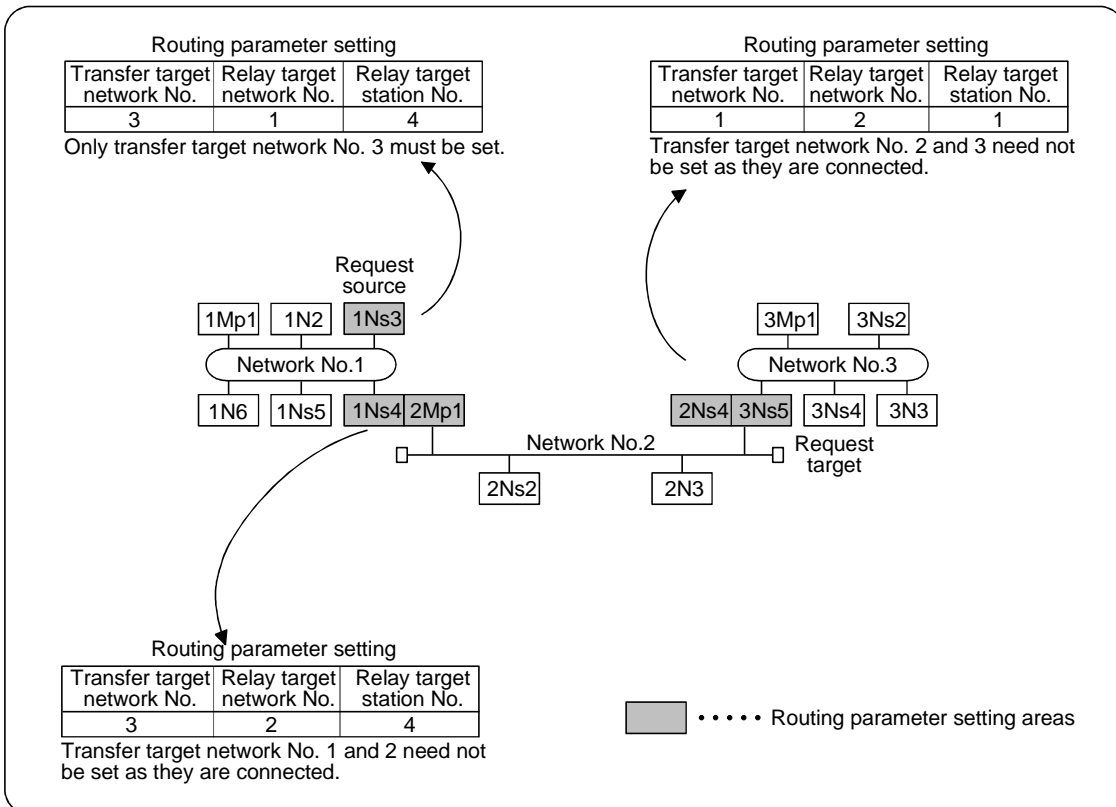 Routing parameter setting
Transfer target network No. Relay target network No. Relay target station No.
3 1 4
Only transfer target network No. 3 must be set.
Routing parameter setting
Transfer target network No. Relay target network No. Relay target station No.
1 2 1
Transfer target network No. 2 and 3 need not
be set as they are connected.
Request
source
1Mp1 1N2 1Ns3
Network No.1
1N6 1Ns5 1Ns4 2Mp1
3Mp1 3Ns2
Network No.3
2Ns4 3Ns5 3Ns4 3N3
Network No.2
Request
target
2Ns2 2N3
Routing parameter setting
Transfer target network No. Relay target network No. Relay target station No.
3 2 4
Transfer target network No. 1 and 2 need not
be set as they are connected.
• • • • • Routing parameter setting areas